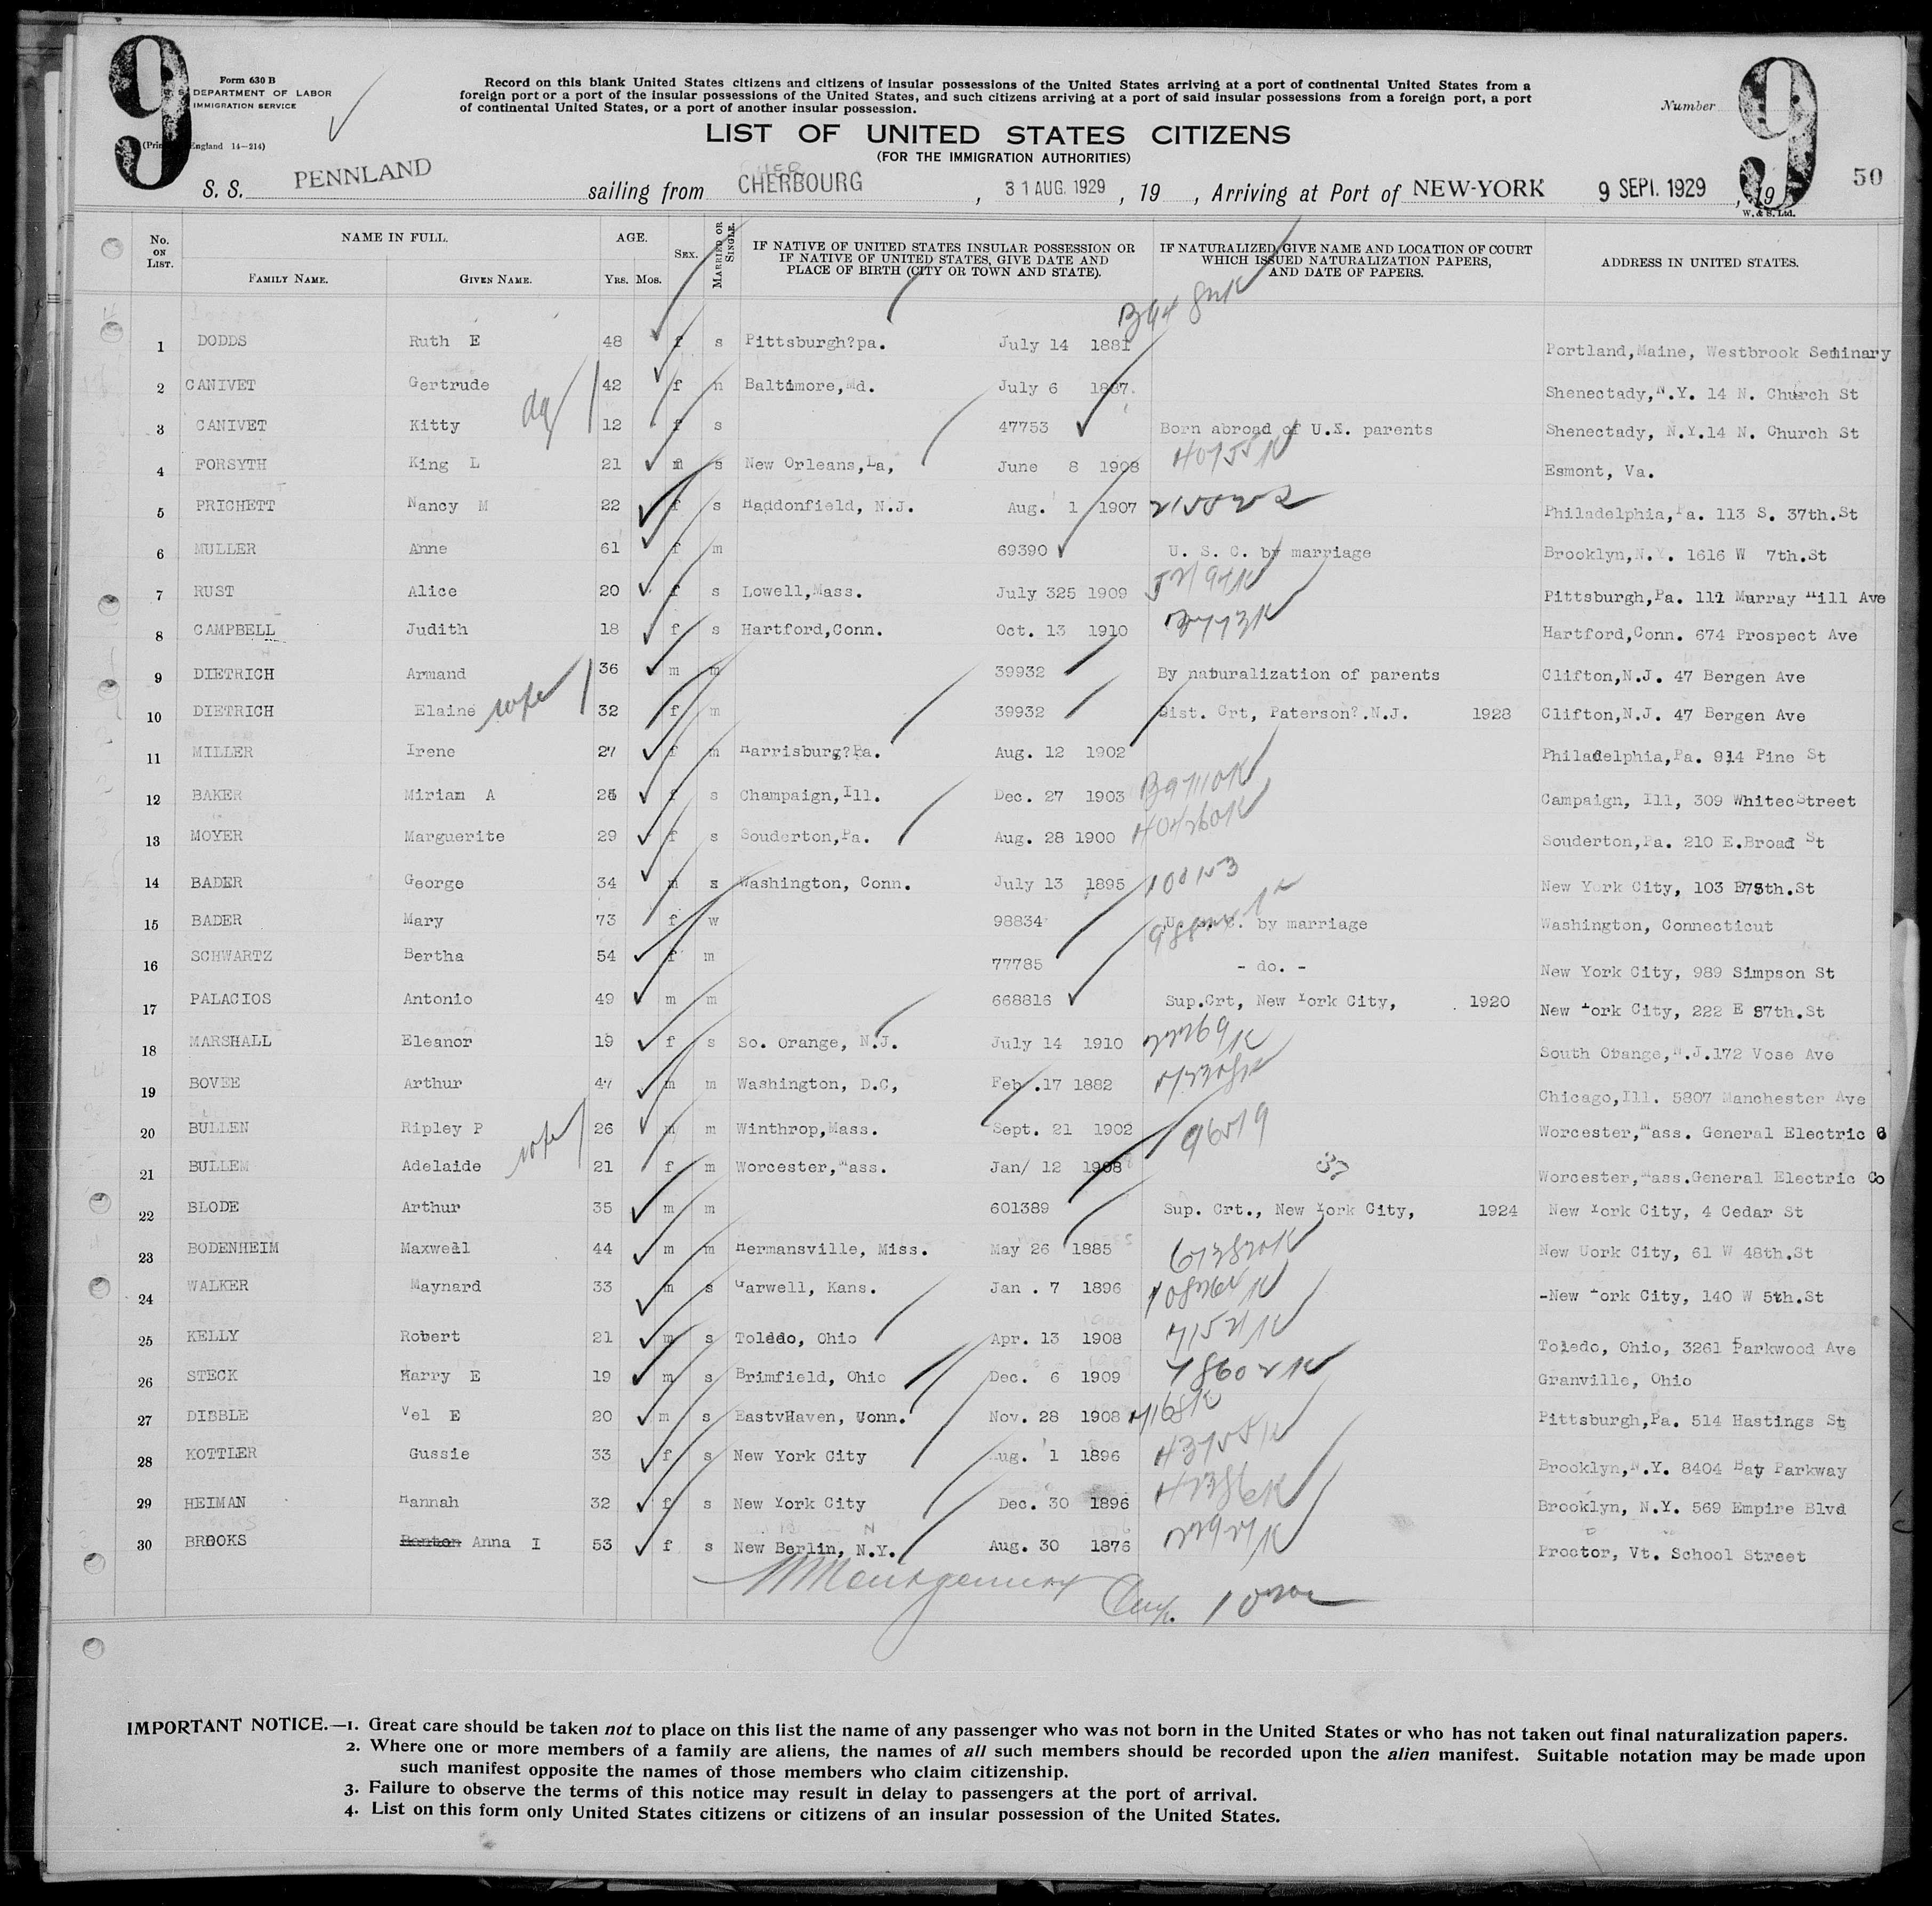 9
Form 630 B
DEPARTMENT OF LABOR
IMMIGRATION SERVICE
England 14—214)
Record on this blank United States citizens and citizens of insular possessions of the United States arriving at a port of continental United States from a
foreign port or a port of the insular possessions of the United States, and such citizens arriving at a port of said insular possessions from a foreign port, a port
of continental United States, or a port of another insular possession.
Number
9
LIST OF UNITED STATES CITIZENS
(FOR THE IMMIGRATION AUTHORITIES)
50
S. S. PENNLAND sailing from CHERBOURG, 31 AUG. 1929, 19 , Arriving at Port of NEW-YORK 9 SEPT. 1929, 19
W. & S. Ltd.
No. ON LIST. NAME IN FULL. FAMILY NAME. GIVEN NAME. AGE. YRS. MOS. SEX. MARRIED OR SINGLE. IF NATIVE OF UNITED STATES INSULAR POSSESSION OR IF NATIVE OF UNITED STATES, GIVE DATE AND PLACE OF BIRTH (CITY OR TOWN AND STATE). IF NATURALIZED, GIVE NAME AND LOCATION OF COURT WHICH ISSUED NATURALIZATION PAPERS, AND DATE OF PAPERS. ADDRESS IN UNITED STATES.
1 DODDS Ruth E 48 f s Pittsburgh?pa. July 14 1881 Portland,Maine, Westbrook Seminary
2 CANIVET Gertrude 42 f Baltimore,Md. July 6 1887. Shenectady,N.Y. 14 N. Church St
3 CANIVET Kitty 12 f s 47753 Born abroad of U.S. parents Shenectady, N.Y.14 N. Church St
4 FORSYTH King L 21 m s New Orleans,La, June 8 1908 Esmont, Va.
5 PRICHETT Nancy M 22 f s Haddonfield, N.J. Aug. 1 1907 Philadelphia,Pa. 113 S. 37th.St
6 MULLER Anne 61 f m 69390 U. S. C. by marriage Brooklyn,N.Y. 1616 W 7th.St
7 RUST Alice 20 f s Lowell,Mass. July 325 1909 Pittsburgh,Pa. 112 Murray Hill Ave
8 CAMPBELL Judith 18 f s Hartford,Conn. Oct. 13 1910 Hartford,Conn. 674 Prospect Ave
9 DIETRICH Armand 36 m m 39932 By naturalization of parents Clifton,N.J. 47 Bergen Ave
10 DIETRICH Elaine wife 32 f m 39932 Dist. Crt, Paterson?.N.J. 1928 Clifton,N.J. 47 Bergen Ave
11 MILLER Irene 27 f m Harrisburg?Pa. Aug. 12 1902 Philadelphia,Pa. 914 Pine St
12 BAKER Miriam A f s Champaign,Ill. Dec. 27 1903 Campaign, Ill, 309 WhitecStreet
13 MOYER Marguerite 29 f s Souderton,Pa. Aug. 28 1900 Souderton,Pa. 210 E.Broad St
14 BADER George 34 m s Washington, Conn. July 13 1895 New York City, 103 E75th.St
15 BADER Mary 73 f w 98834 by marriage Washington, Connecticut
16 SCHWARTZ Bertha 54 f m 77785 - do. - New York City, 989 Simpson St
17 PALACIOS Antonio 49 m m 668816 Sup.Crt, New York City, 1920 New York City, 222 E 87th.St
18 MARSHALL Eleanor 19 f s So. Orange, N.J. July 14 1910 South Orange,N.J.172 Vose Ave
19 BOVEE Arthur 47 m m Washington, D.C, Feb .17 1882 Chicago,Ill. 5807 Manchester Ave
20 BULLEN Ripley P 26 m m Winthrop,Mass. Sept. 21 1902 Worcester,Mass. General Electric
21 BULLEN Adelaide wife 21 f m Worcester,Mass. Jan/ 12 1908 Worcester,Mass.General Electric Co
22 BLODE Arthur 35 m m 601389 Sup. Crt., New York City, 1924 New York City, 4 Cedar St
23 BODENHEIM Maxwell 44 m m Hermansville, Miss. May 26 1885 New Uork City, 61 W 48th.St
24 WALKER Maynard 33 m s Garwell, Kans. Jan . 7 1896 -New York City, 140 W 5th.St
25 KELLY Robert 21 m s Toledo, Ohio Apr. 13 1908 Toledo, Ohio, 3261 Parkwood Ave
26 STECK Harry E 19 m s Brimfield, Ohio Dec. 6 1909 Granville, Ohio
27 DIBBLE Vel E 20 m s EastvHaven, Conn. Nov. 28 1908 Pittsburgh,Pa. 514 Hastings St
28 KOTTLER Gussie 33 f s New York City Aug. 1 1896 Brooklyn,N.Y. 8404 Bay Parkway
29 HEIMAN Hannah 32 f s New York City Dec. 30 1896 Brooklyn, N.Y. 569 Empire Blvd
30 BROOKS Anna I 53 f s New Berlin, N.Y. Aug. 30 1876 Proctor, Vt. School Street
IMPORTANT NOTICE.—1. Great care should be taken not to place on this list the name of any passenger who was not born in the United States or who has not taken out final naturalization papers.
2. Where one or more members of a family are aliens, the names of all such members should be recorded upon the alien manifest. Suitable notation may be made upon
such manifest opposite the names of those members who claim citizenship.
3. Failure to observe the terms of this notice may result in delay to passengers at the port of arrival.
4. List on this form only United States citizens or citizens of an insular possession of the United States.